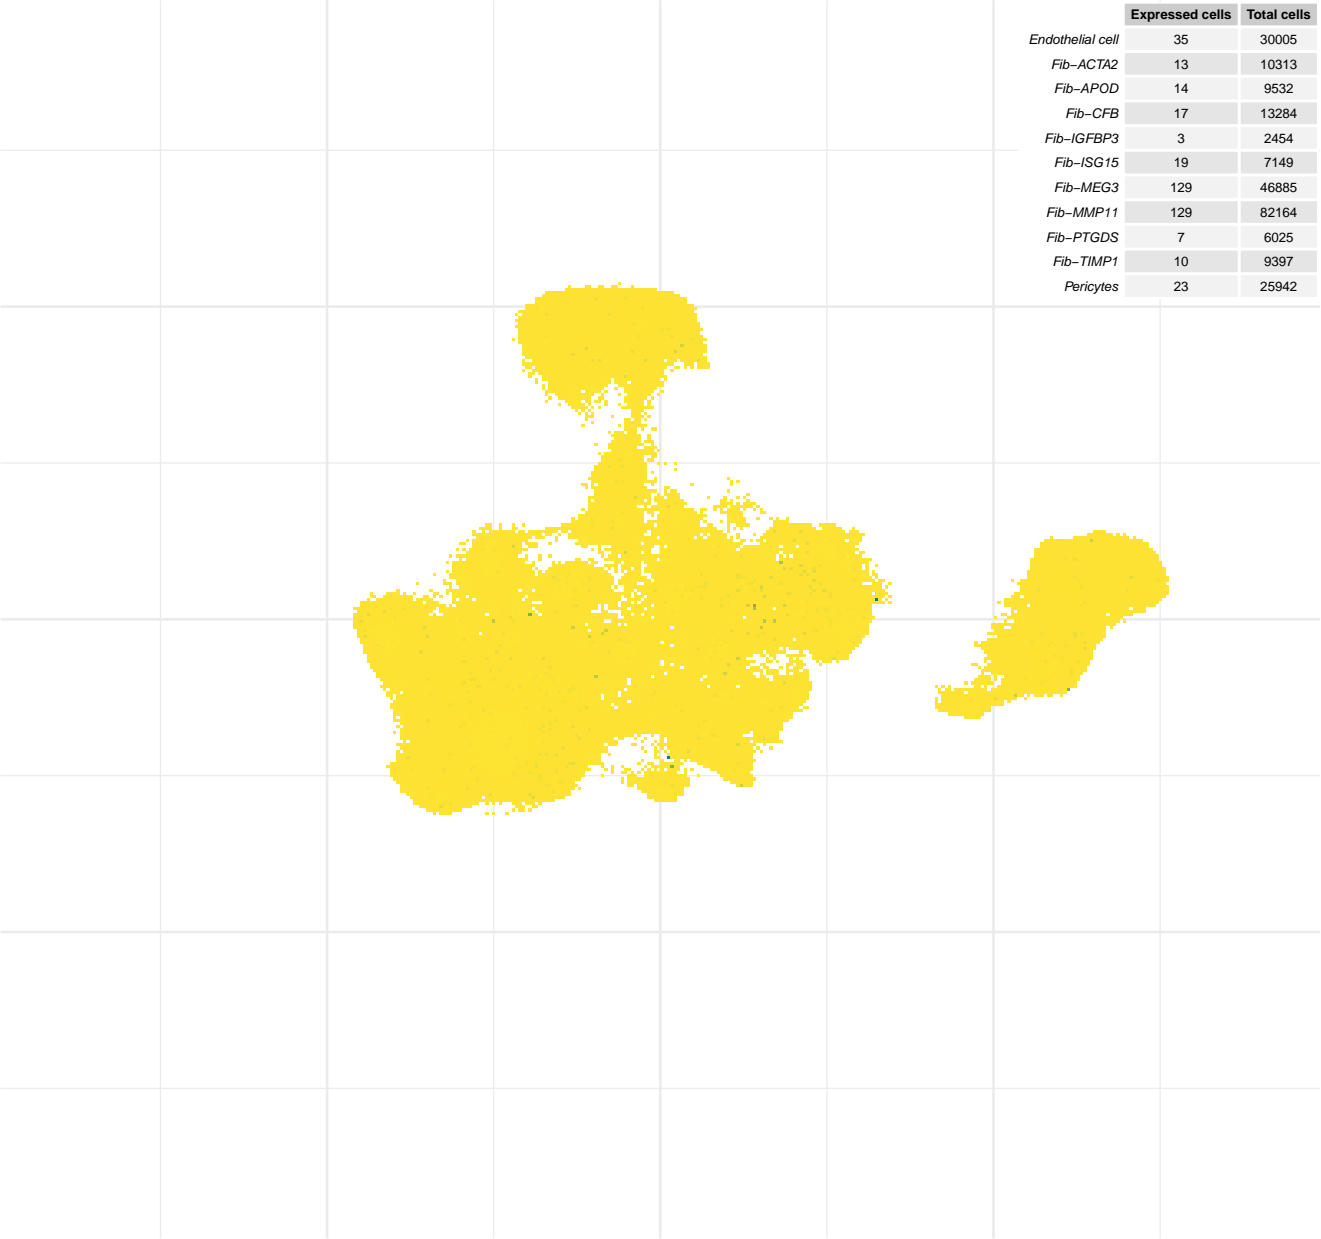 Expressed cells Total cells
Endothelial cell 35 30005
Fib−ACTA2 13 10313
Fib−APOD 14 9532
Fib−CFB 17 13284
Fib−IGFBP3 3 2454
Fib−ISG15 19 7149
Fib−MEG3 129 46885
Fib−MMP11 129 82164
Fib−PTGDS 7 6025
Fib−TIMP1 10 9397
Pericytes 23 25942